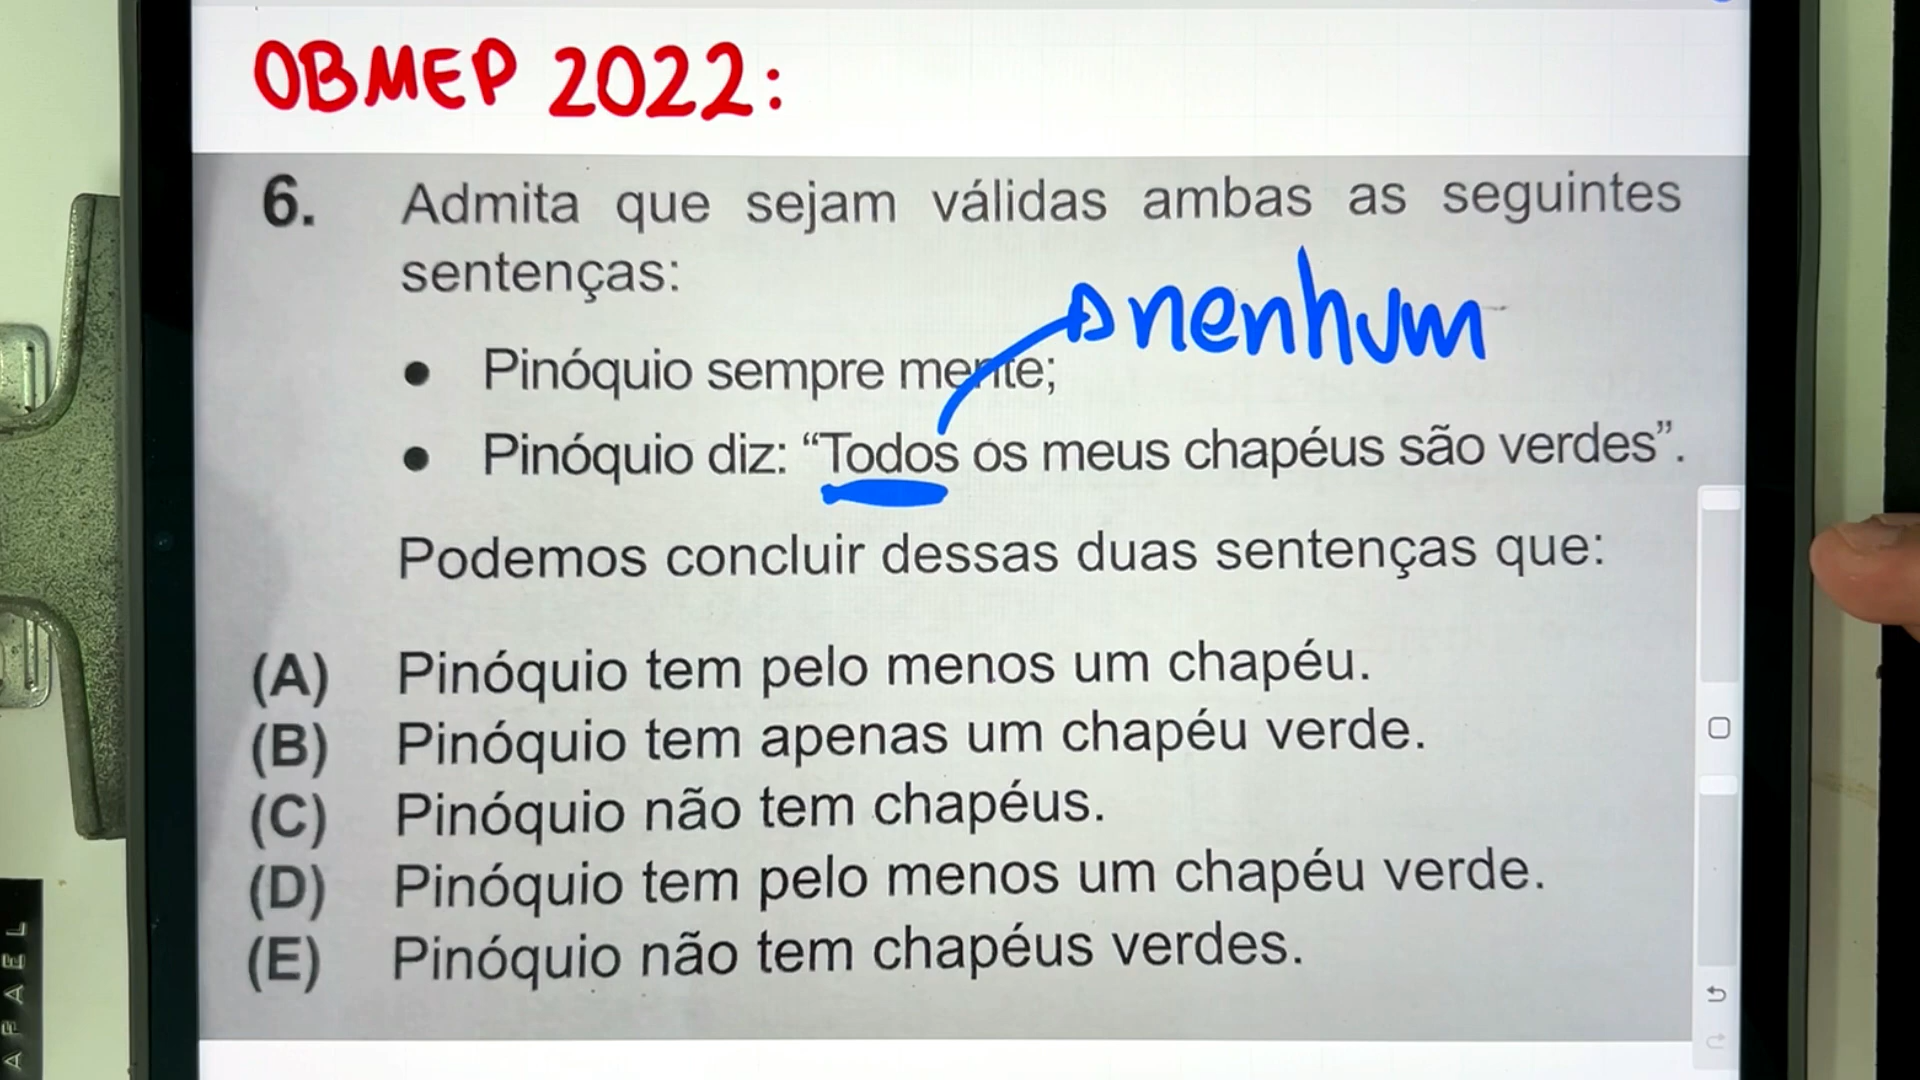 OBMEP 2022:
6. Admita que sejam válidas ambas as seguintes
sentenças:
nenhum
• Pinóquio sempre mente;
• Pinóquio diz: “Todos os meus chapéus são verdes”.
Podemos concluir dessas duas sentenças que:
(A) Pinóquio tem pelo menos um chapéu.
(B) Pinóquio tem apenas um chapéu verde.
(C) Pinóquio não tem chapéus.
(D) Pinóquio tem pelo menos um chapéu verde.
(E) Pinóquio não tem chapéus verdes.
AFAEL